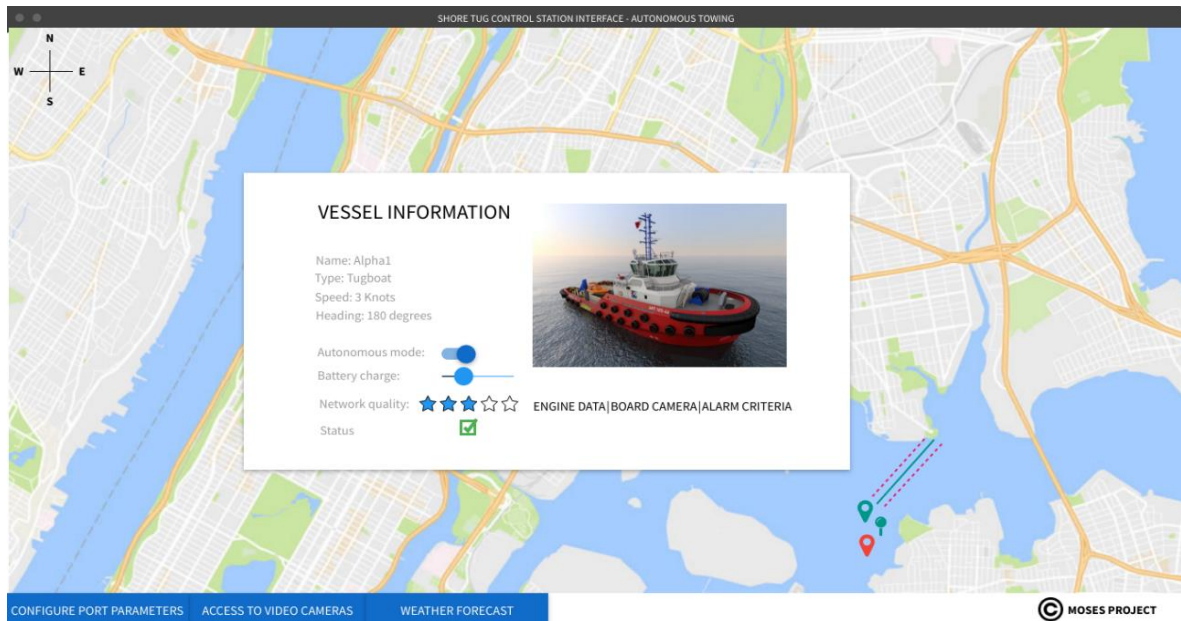 SHORE TUG CONTROL STATION INTERFACE - AUTONOMOUS TOWING
N
W E
S
VESSEL INFORMATION
Name: Alpha1
Type: Tugboat
Speed: 3 Knots
Heading: 180 degrees
Autonomous mode:
Battery charge:
Network quality:
Status
ENGINE DATA|BOARD CAMERA|ALARM CRITERIA
CONFIGURE PORT PARAMETERS ACCESS TO VIDEO CAMERAS WEATHER FORECAST
© MOSES PROJECT